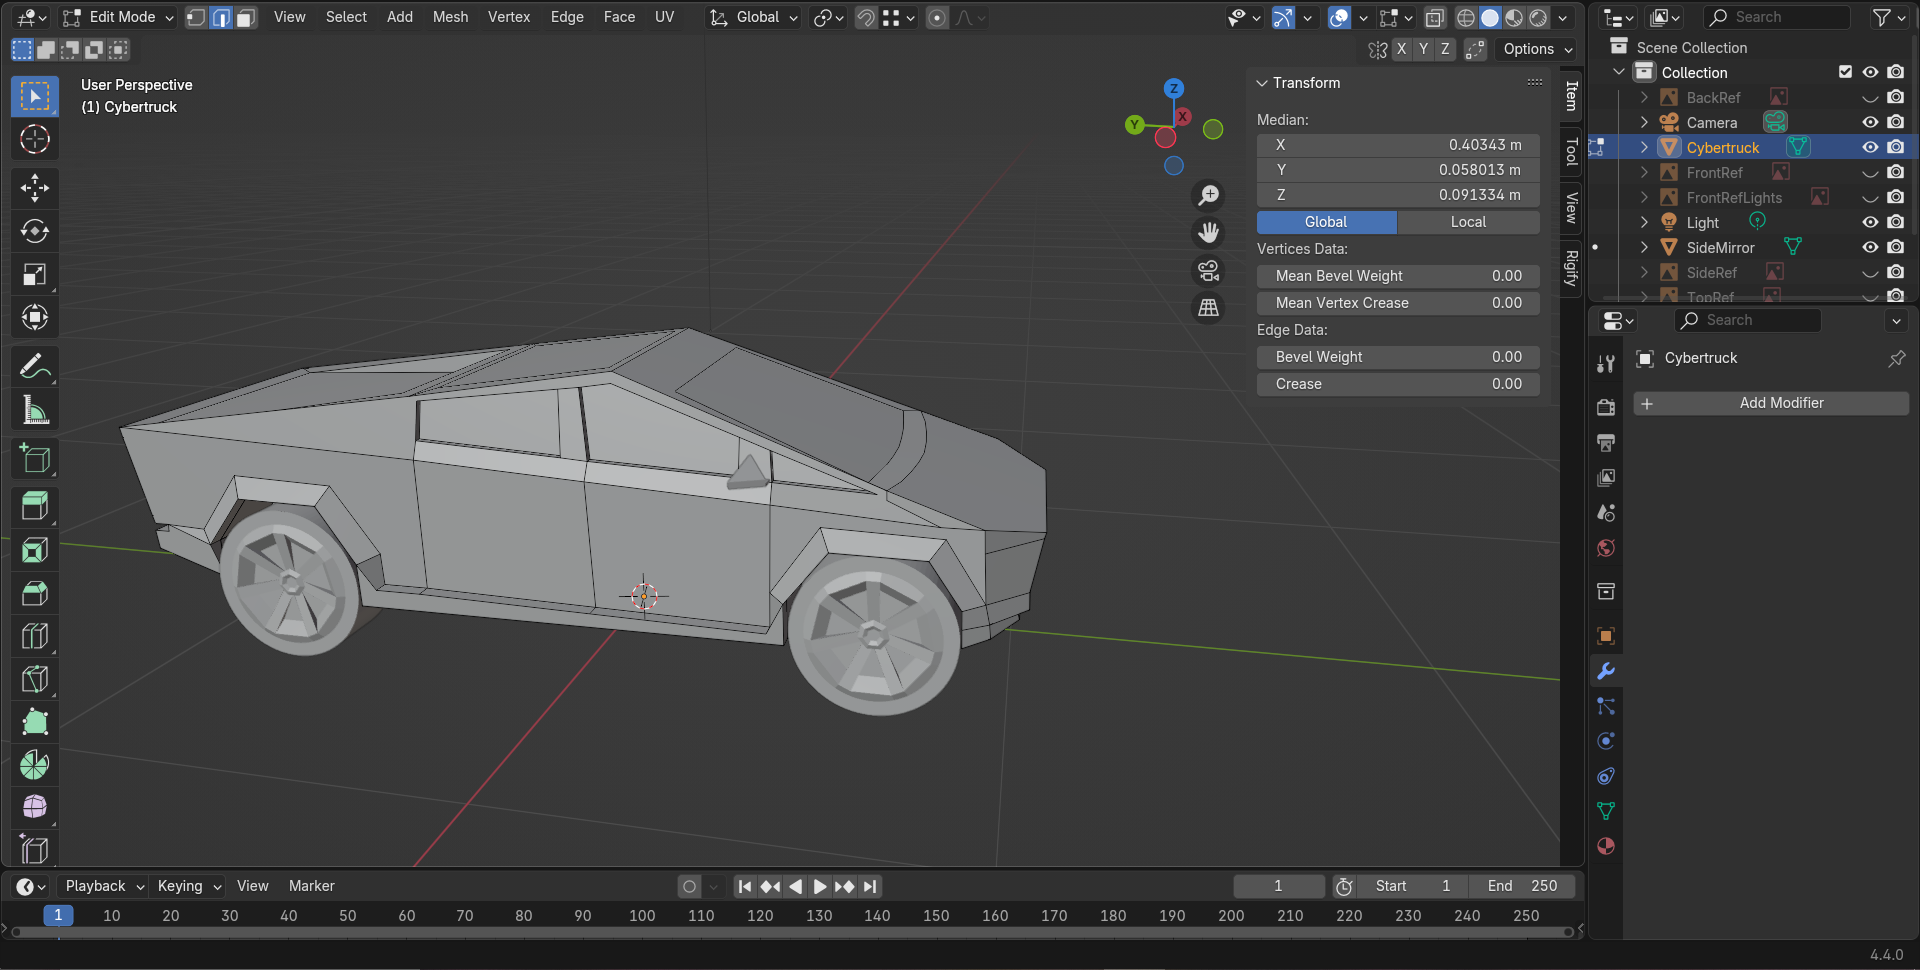 Edit Mode View Select Add Mesh Vertex Edge Face UV Global
X Y Z Options
User Perspective
(1) Cybertruck
Z
Y X
Transform
Median:
X 0.40343 m
Y 0.058013 m
Z 0.091334 m
Global Local
Vertices Data:
Mean Bevel Weight 0.00
Mean Vertex Crease 0.00
Edge Data:
Bevel Weight 0.00
Crease 0.00
Item
Tool
View
Rigify
Search
Scene Collection
Collection
BackRef
Camera
Cybertruck
FrontRef
FrontRefLights
Light
SideMirror
SideRef
TopRef
Search
Cybertruck
+ Add Modifier
Playback Keying View Marker 1 Start 1 End 250
1 10 20 30 40 50 60 70 80 90 100 110 120 130 140 150 160 170 180 190 200 210 220 230 240 250
4.4.0